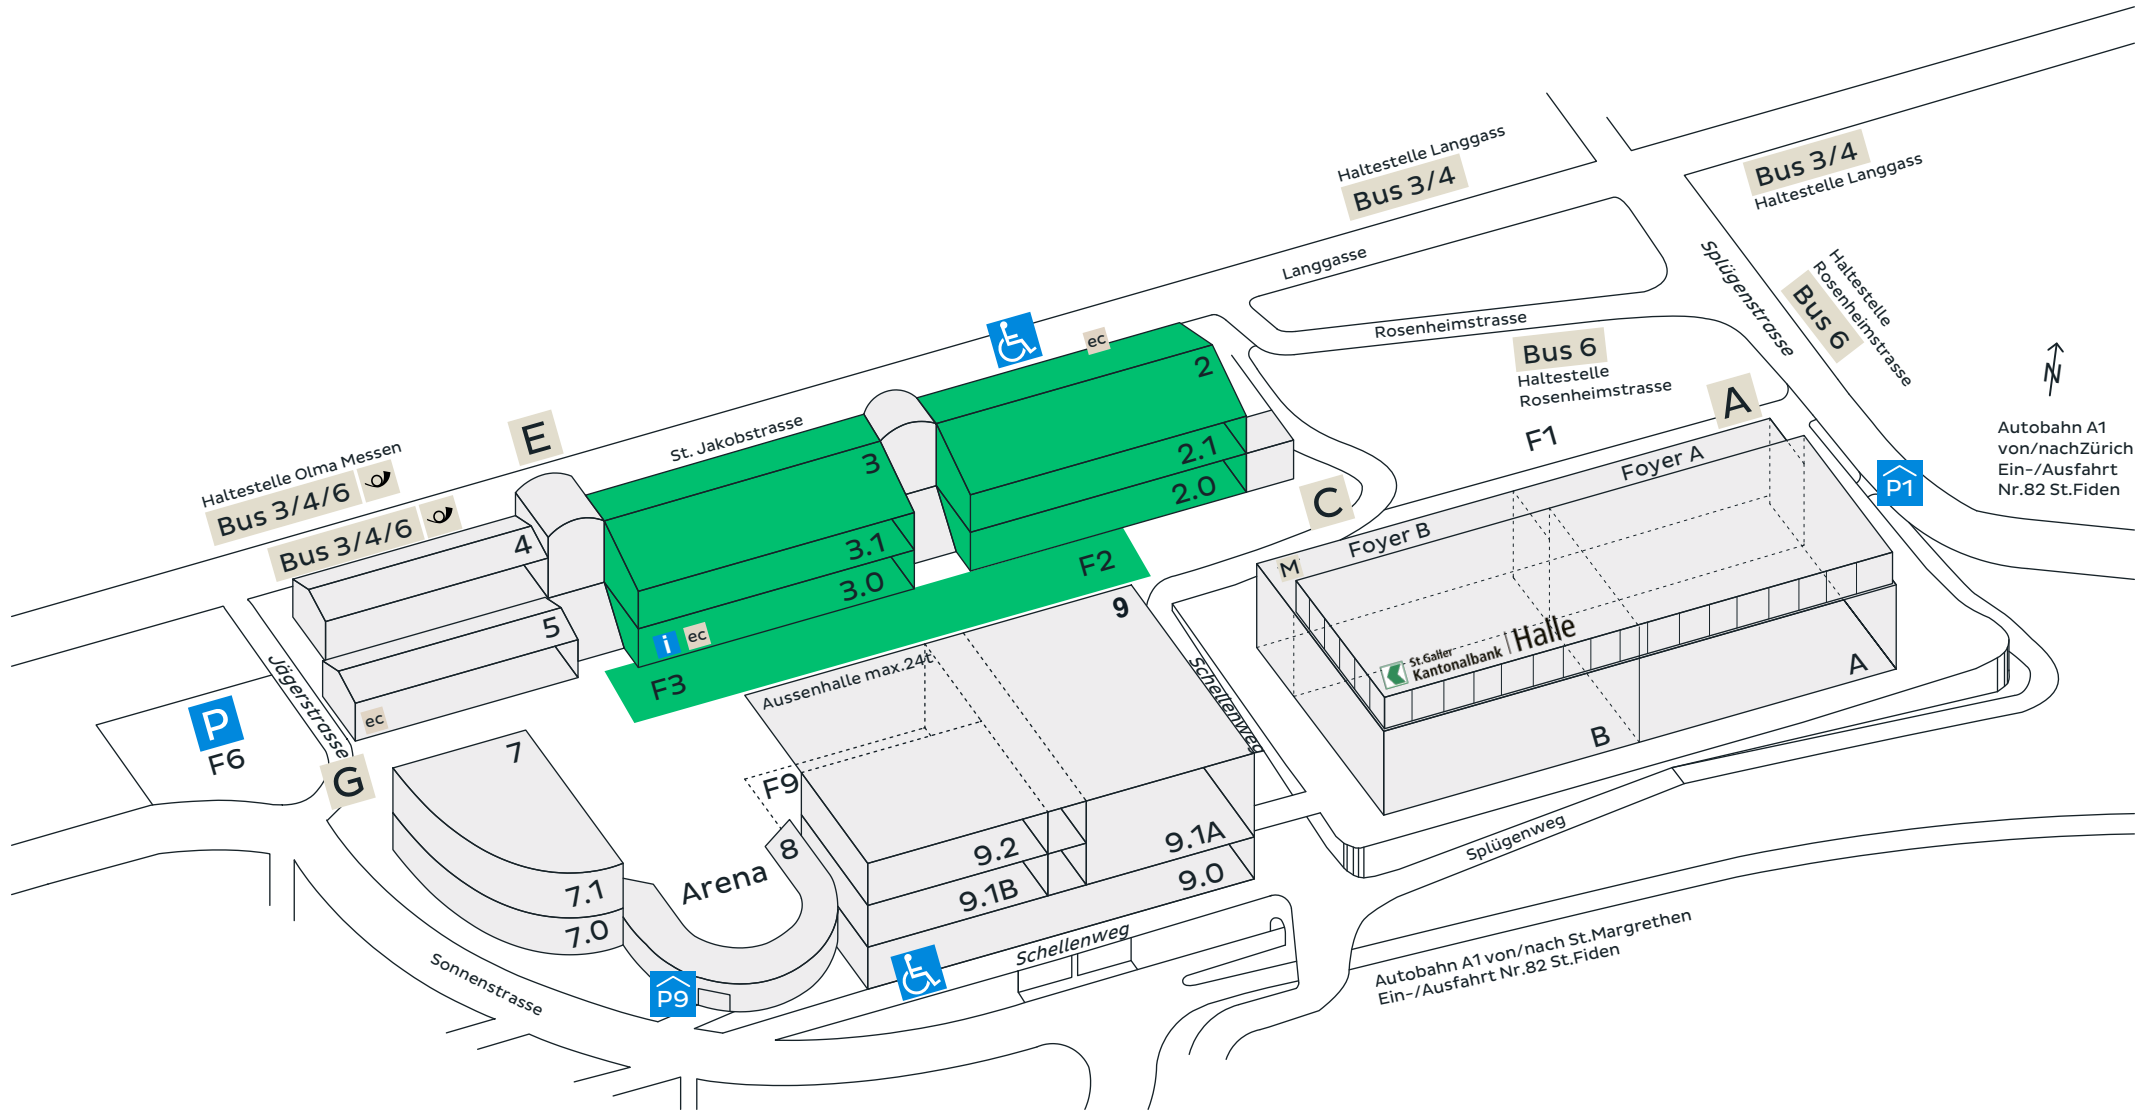 Haltestelle Langgass
Bus 3/4
Bus 3/4
Haltestelle Langgass
Langgasse
Splügenstrasse
Haltestelle
Rosenheimstrasse
Bus 6
Rosenheimstrasse
Bus 6
Haltestelle
Rosenheimstrasse
N
Autobahn A1
von/nachZürich
Ein-/Ausfahrt
Nr.82 St.Fiden
P1
A
F1
Foyer A
Foyer B
M
C
St.Galler
Kantonalbank
Halle
A
B
ec
2
2.1
2.0
F2
St. Jakobstrasse
E
Haltestelle Olma Messen
Bus 3/4/6
Bus 3/4/6
3
3.1
3.0
i
ec
F3
4
5
ec
Jägerstrasse
P
F6
G
9
Aussenhalle max.24t
F9
Schellenweg
7
7.1
7.0
8
Arena
9.2
9.1A
9.1B
9.0
Schellenweg
Splügenweg
P9
Sonnenstrasse
Autobahn A1 von/nach St.Margrethen
Ein-/Ausfahrt Nr.82 St.Fiden